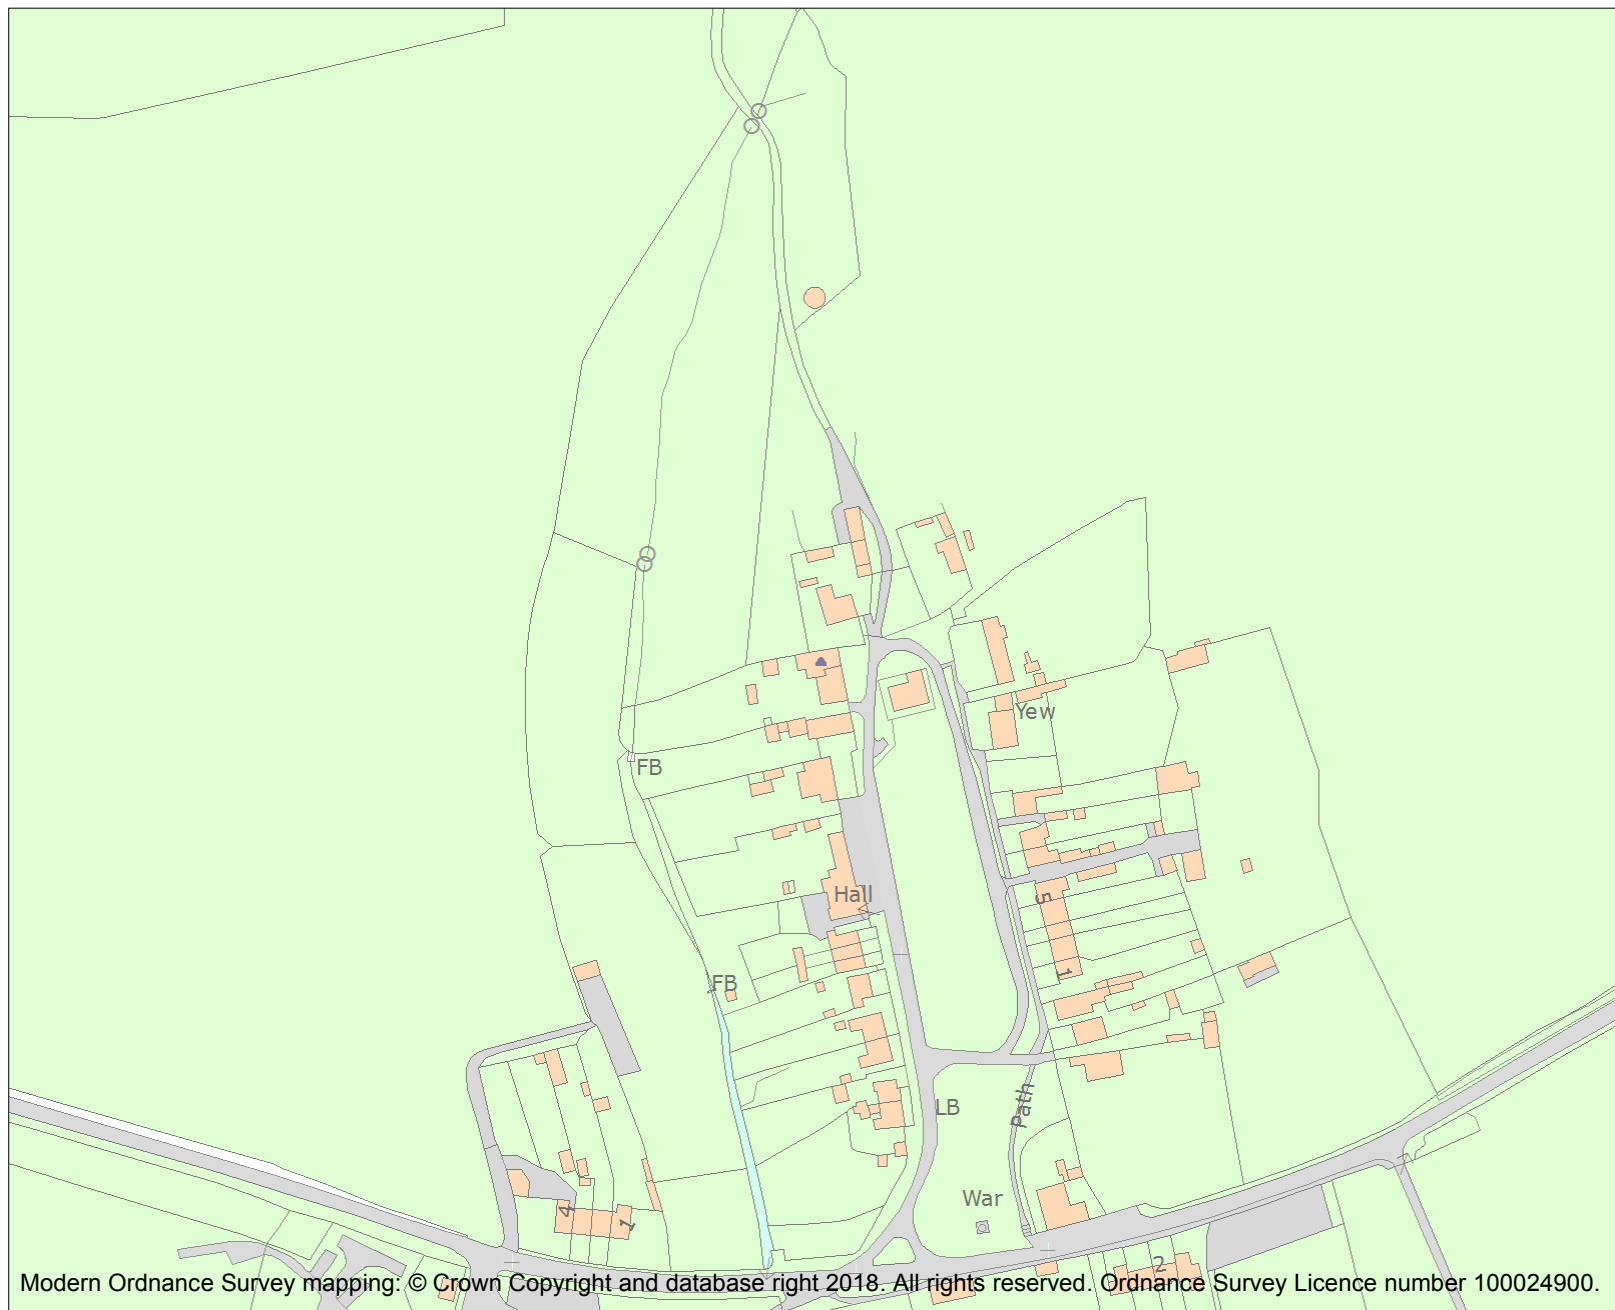 Yew
FB
Hall
5
FB
1
LB
Path
War
4
1
2
Modern Ordnance Survey mapping: © Crown Copyright and database right 2018. All rights reserved. Ordnance Survey Licence number 100024900.